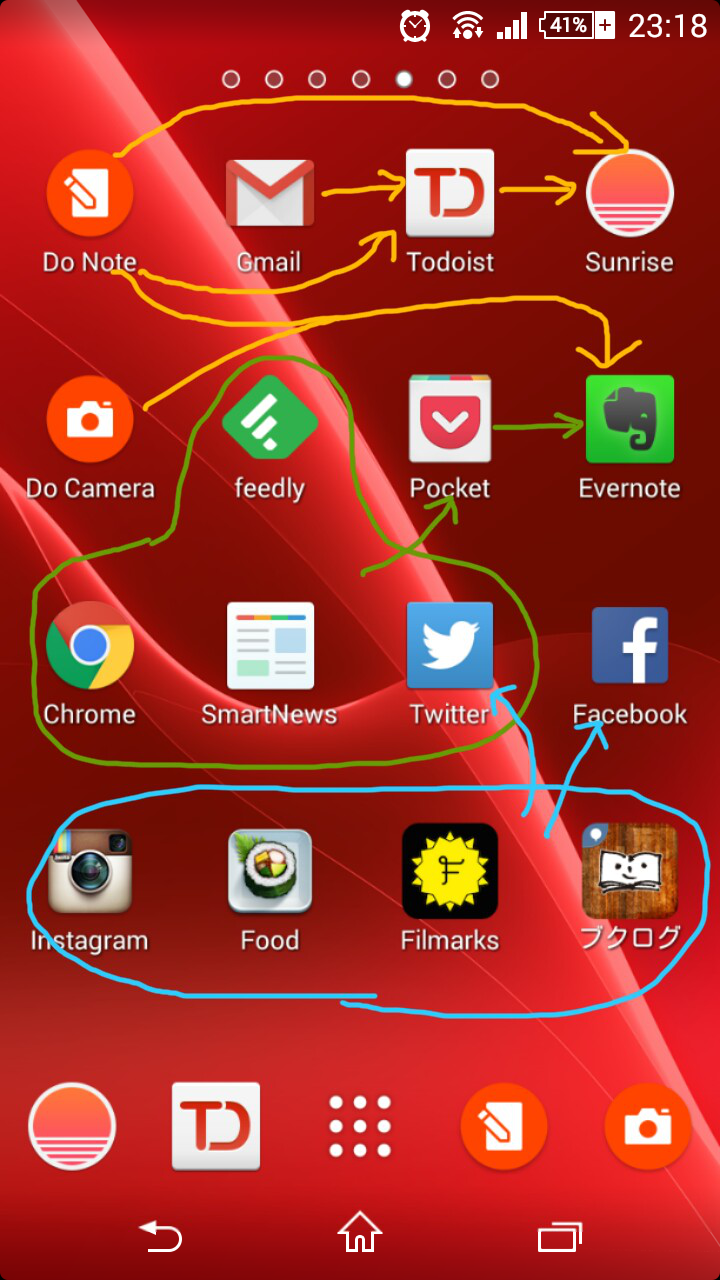 41% 23:18
Do Note Gmail Todoist Sunrise
Do Camera feedly Pocket Evernote
Chrome SmartNews Twitter Facebook
Instagram Food Filmarks ブクログ